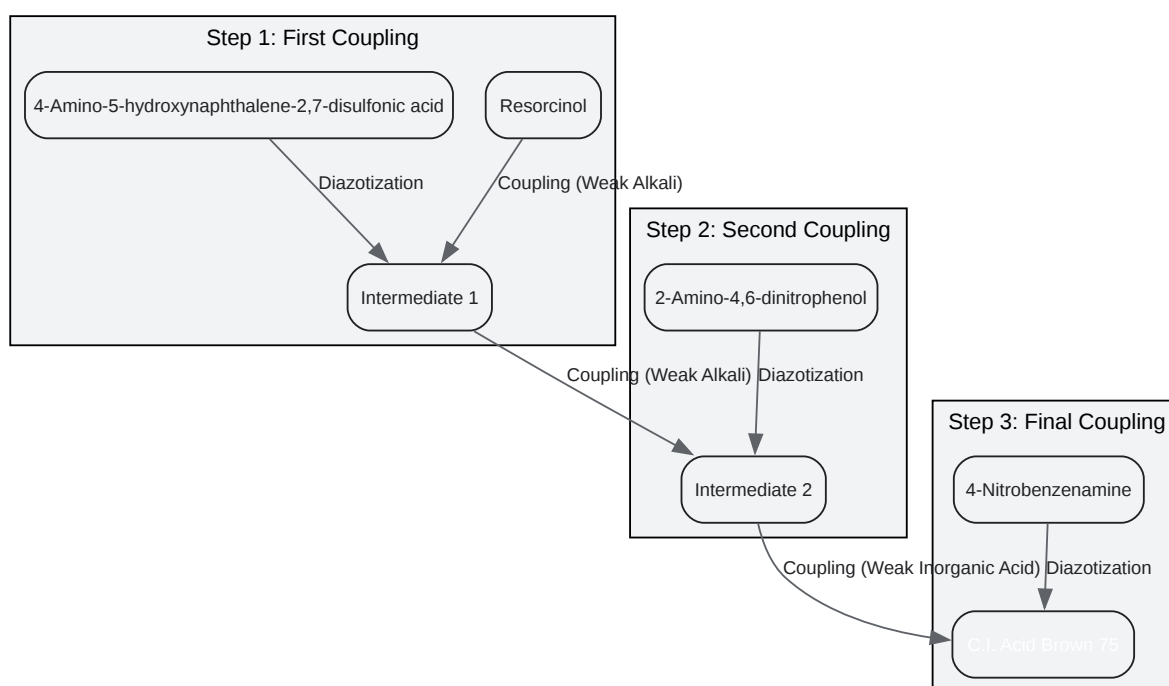 Step 1: First Coupling
4-Amino-5-hydroxynaphthalene-2,7-disulfonic acid
Resorcinol
Diazotization
Coupling (Weak Alkali)
Intermediate 1
Step 2: Second Coupling
2-Amino-4,6-dinitrophenol
Coupling (Weak Alkali)
Diazotization
Intermediate 2
Step 3: Final Coupling
4-Nitrobenzenamine
Coupling (Weak Inorganic Acid)
Diazotization
C.I. Acid Brown 75